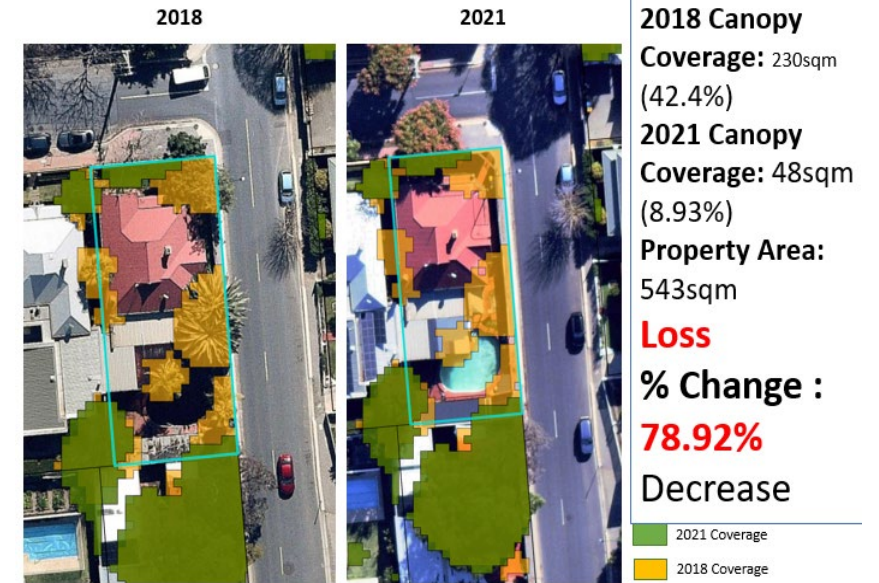 2018
2021
2018 Canopy
Coverage: 230sqm
(42.4%)
2021 Canopy
Coverage: 48sqm
(8.93%)
Property Area:
543sqm
Loss
% Change :
78.92%
Decrease
2021 Coverage
2018 Coverage